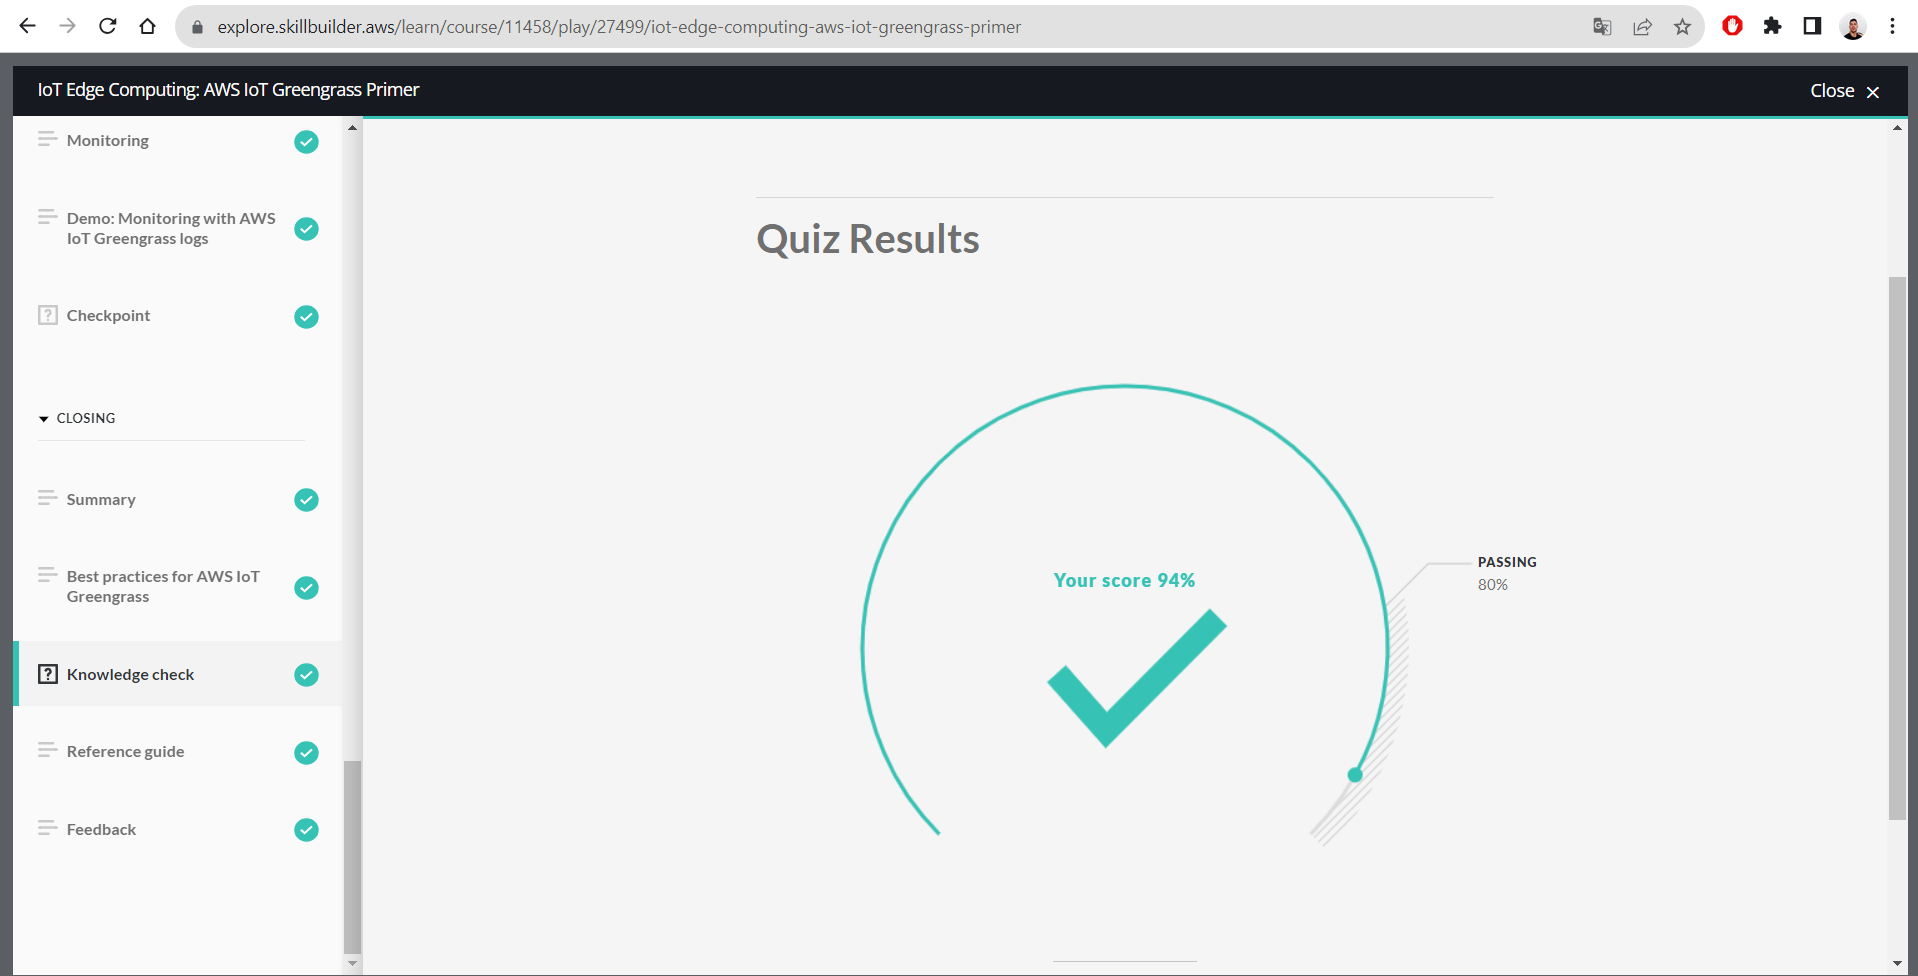 explore.skillbuilder.aws/learn/course/11458/play/27499/iot-edge-computing-aws-iot-greengrass-primer
IoT Edge Computing: AWS IoT Greengrass Primer
Close
Monitoring
Demo: Monitoring with AWS
IoT Greengrass logs
Checkpoint
CLOSING
Summary
Best practices for AWS IoT
Greengrass
Knowledge check
Reference guide
Feedback
Quiz Results
Your score 94%
PASSING
80%